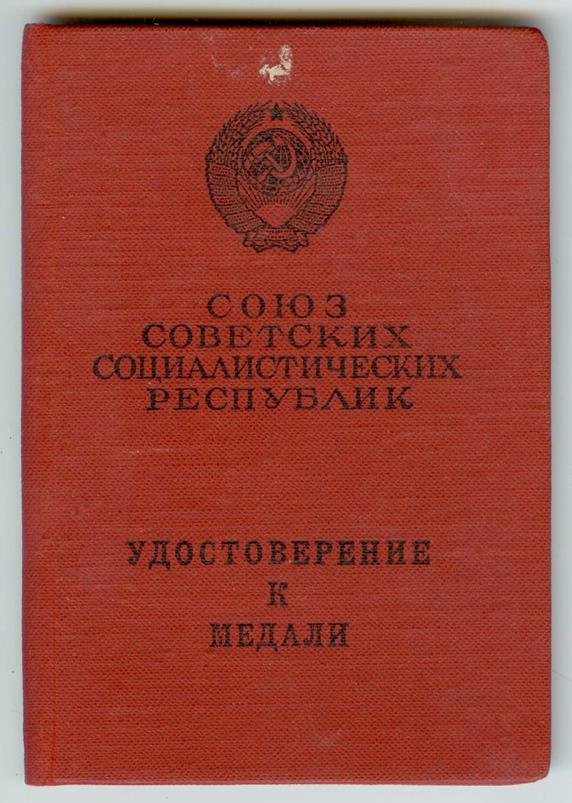 СОЮЗ
СОВЕТСКИХ
СОЦИАЛИСТИЧЕСКИХ
РЕСПУБЛИК
УДОСТОВЕРЕНИЕ
К
МЕДАЛИ